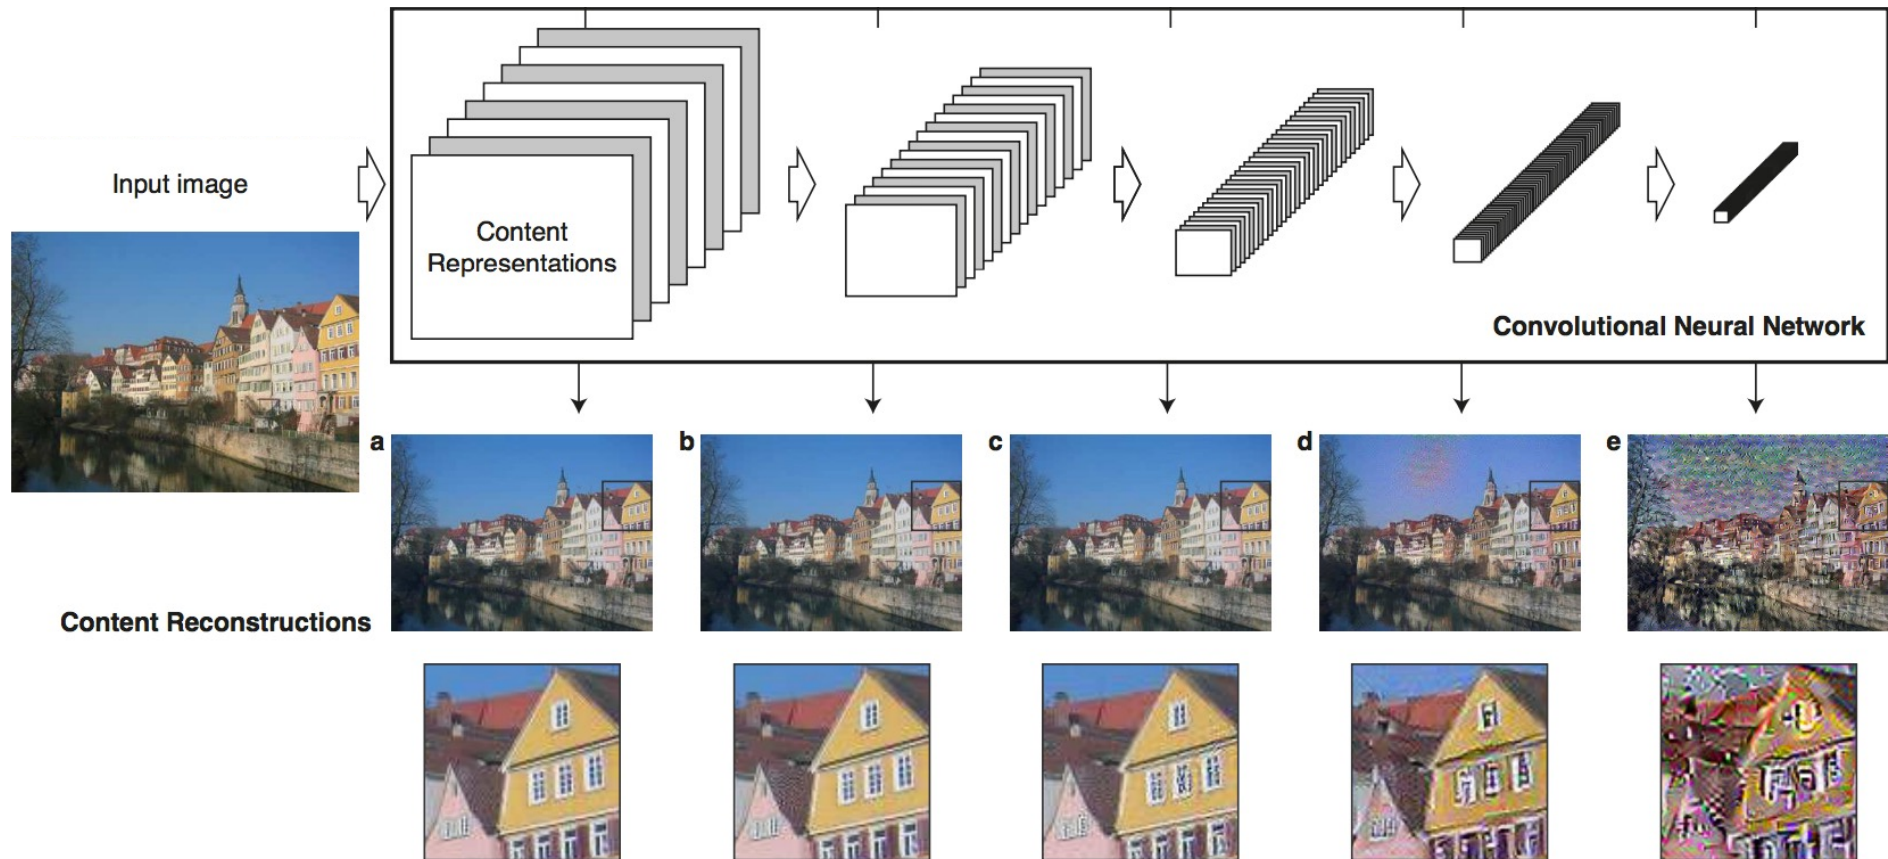 Input image
Content
Representations
Convolutional Neural Network
a
b
c
d
e
Content Reconstructions